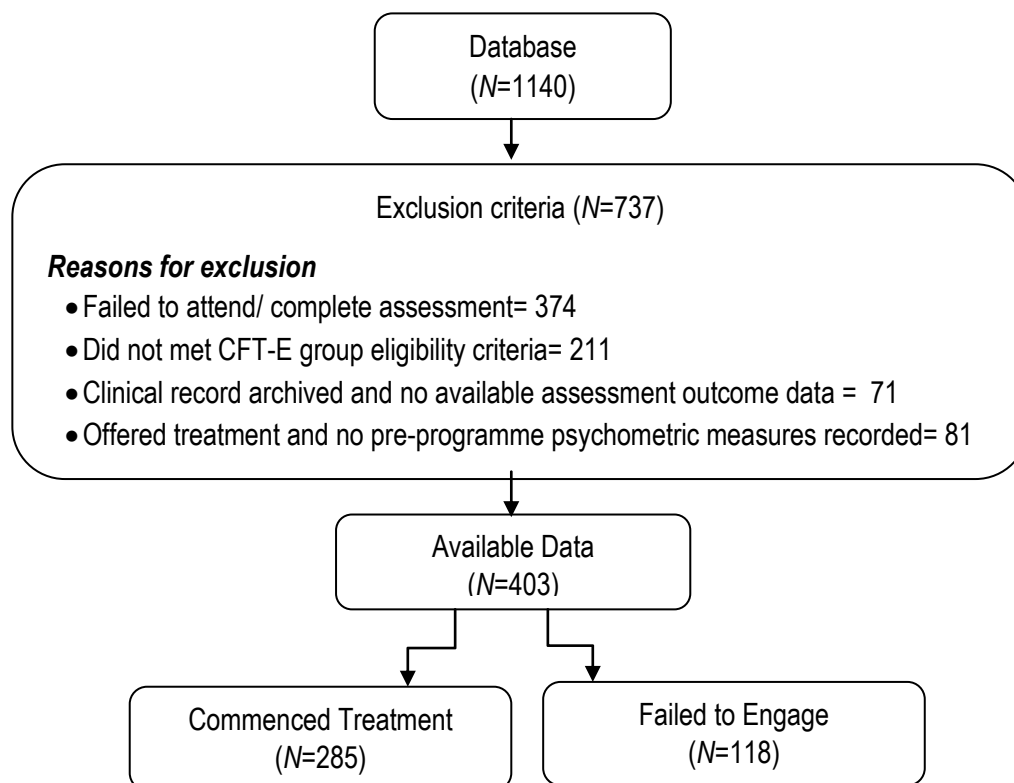 Database
(N=1140)
Exclusion criteria (N=737)
Reasons for exclusion
• Failed to attend/ complete assessment= 374
• Did not met CFT-E group eligibility criteria= 211
• Clinical record archived and no available assessment outcome data = 71
• Offered treatment and no pre-programme psychometric measures recorded= 81
Available Data
(N=403)
Commenced Treatment
(N=285)
Failed to Engage
(N=118)